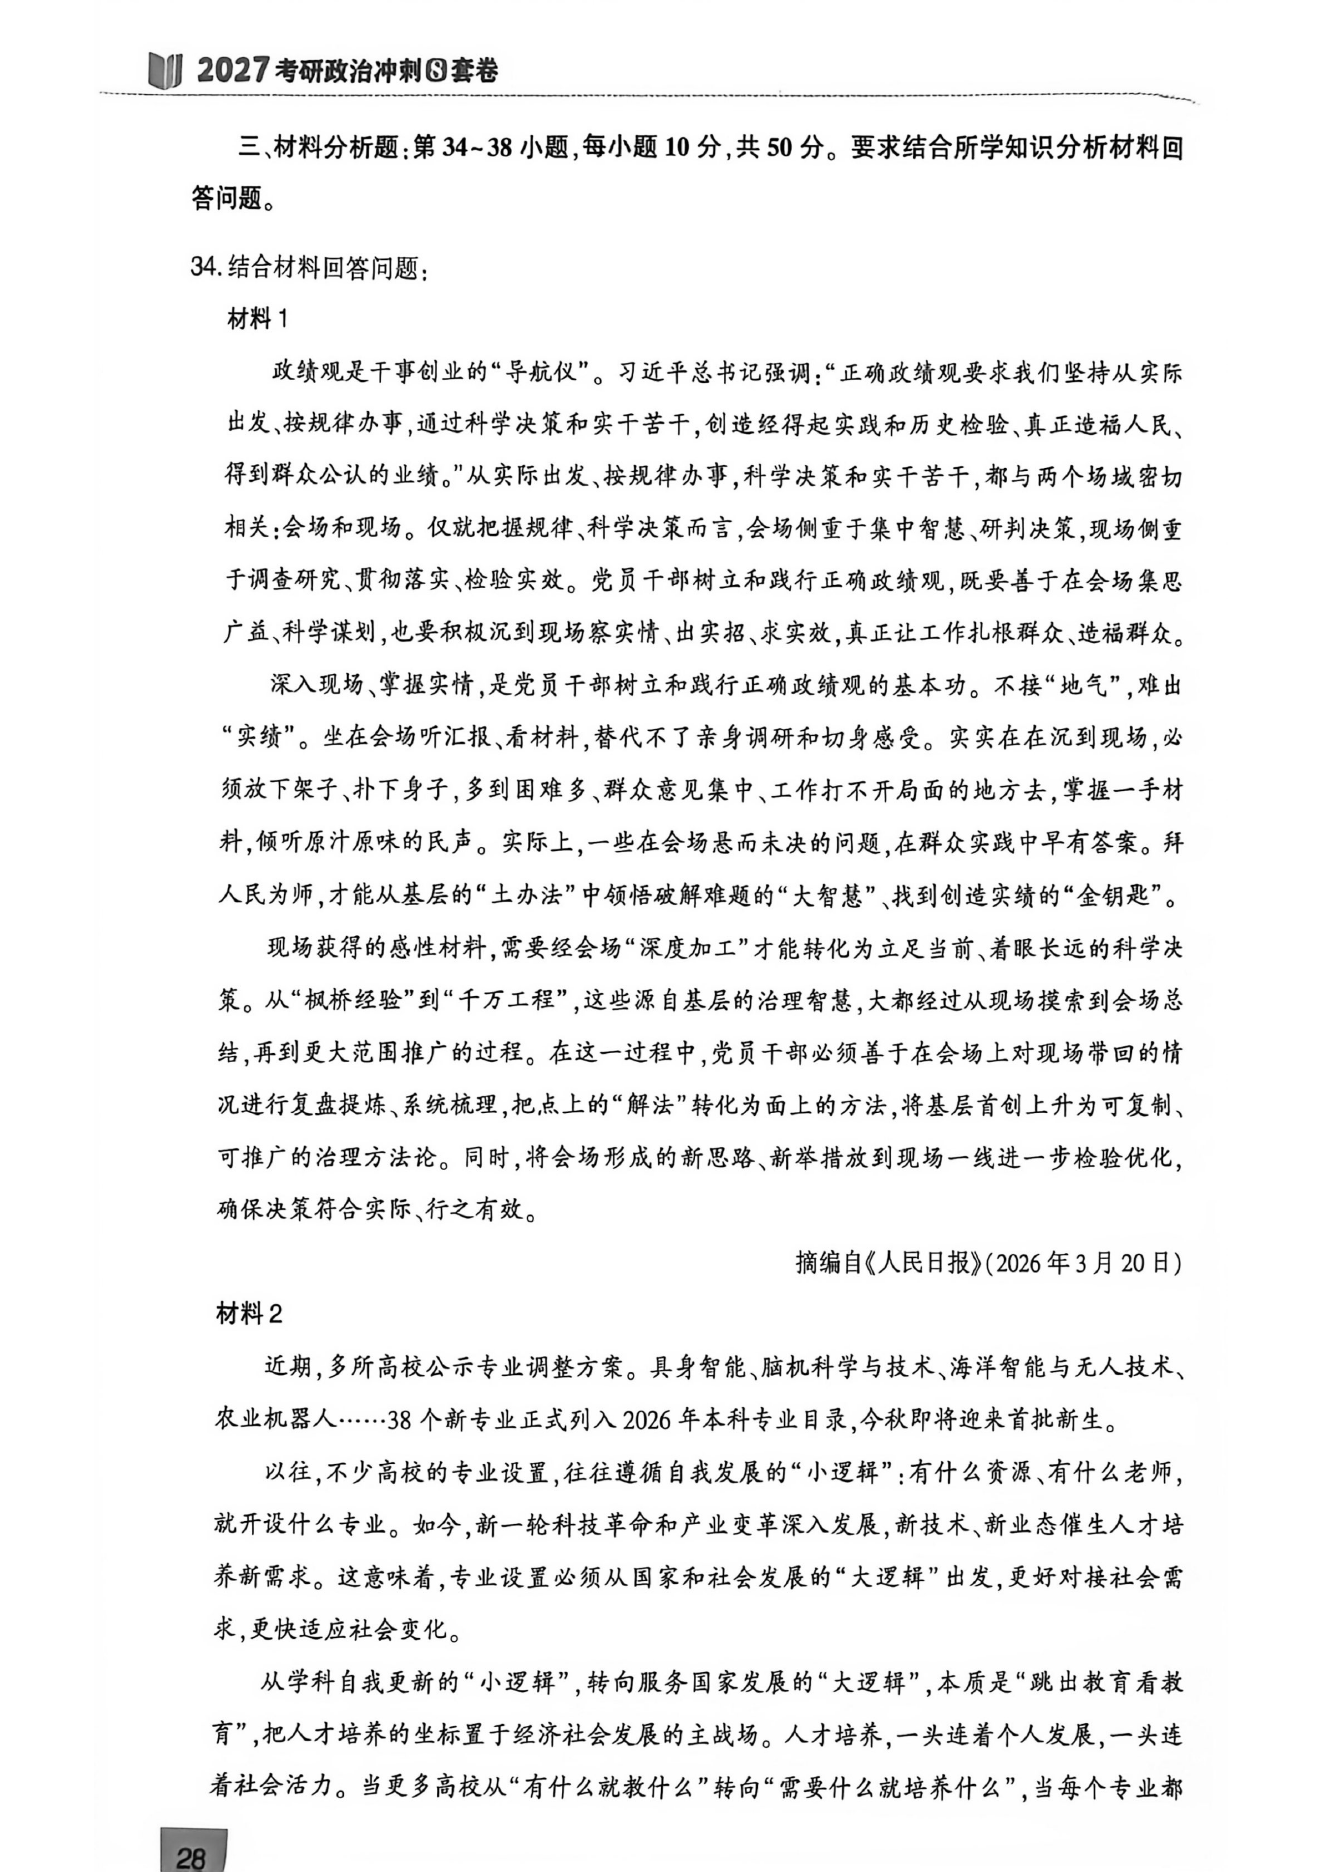 2027考研政治冲刺8套卷
三、材料分析题:第34~38小题,每小题10分,共50分。要求结合所学知识分析材料回
答问题。
34.结合材料回答问题:
材料1
政绩观是干事创业的“导航仪”。习近平总书记强调:“正确政绩观要求我们坚持从实际
出发、按规律办事,通过科学决策和实干苦干,创造经得起实践和历史检验、真正造福人民、
得到群众公认的业绩。”从实际出发、按规律办事,科学决策和实干苦干,都与两个场域密切
相关:会场和现场。仅就把握规律、科学决策而言,会场侧重于集中智慧、研判决策,现场侧重
于调查研究、贯彻落实、检验实效。党员干部树立和践行正确政绩观,既要善于在会场集思
广益、科学谋划,也要积极沉到现场察实情、出实招、求实效,真正让工作扎根群众、造福群众。
深入现场、掌握实情,是党员干部树立和践行正确政绩观的基本功。不接“地气”,难出
“实绩”。坐在会场听汇报、看材料,替代不了亲身调研和切身感受。实实在在沉到现场,必
须放下架子、扑下身子,多到困难多、群众意见集中、工作打不开局面的地方去,掌握一手材
料,倾听原汁原味的民声。实际上,一些在会场悬而未决的问题,在群众实践中早有答案。拜
人民为师,才能从基层的“土办法”中领悟破解难题的“大智慧”、找到创造实绩的“金钥匙”。
现场获得的感性材料,需要经会场“深度加工”才能转化为立足当前、着眼长远的科学决
策。从“枫桥经验”到“千万工程”,这些源自基层的治理智慧,大都经过从现场摸索到会场总
结,再到更大范围推广的过程。在这一过程中,党员干部必须善于在会场上对现场带回的情
况进行复盘提炼、系统梳理,把点上的“解法”转化为面上的方法,将基层首创上升为可复制、
可推广的治理方法论。同时,将会场形成的新思路、新举措放到现场一线进一步检验优化,
确保决策符合实际、行之有效。
摘编自《人民日报》(2026年3月20日)
材料2
近期,多所高校公示专业调整方案。具身智能、脑机科学与技术、海洋智能与无人技术、
农业机器人……38个新专业正式列入2026年本科专业目录,今秋即将迎来首批新生。
以往,不少高校的专业设置,往往遵循自我发展的“小逻辑”:有什么资源、有什么老师,
就开设什么专业。如今,新一轮科技革命和产业变革深入发展,新技术、新业态催生人才培
养新需求。这意味着,专业设置必须从国家和社会发展的“大逻辑”出发,更好对接社会需
求,更快适应社会变化。
从学科自我更新的“小逻辑”,转向服务国家发展的“大逻辑”,本质是“跳出教育看教
育”,把人才培养的坐标置于经济社会发展的主战场。人才培养,一头连着个人发展,一头连
着社会活力。当更多高校从“有什么就教什么”转向“需要什么就培养什么”,当每个专业都
28